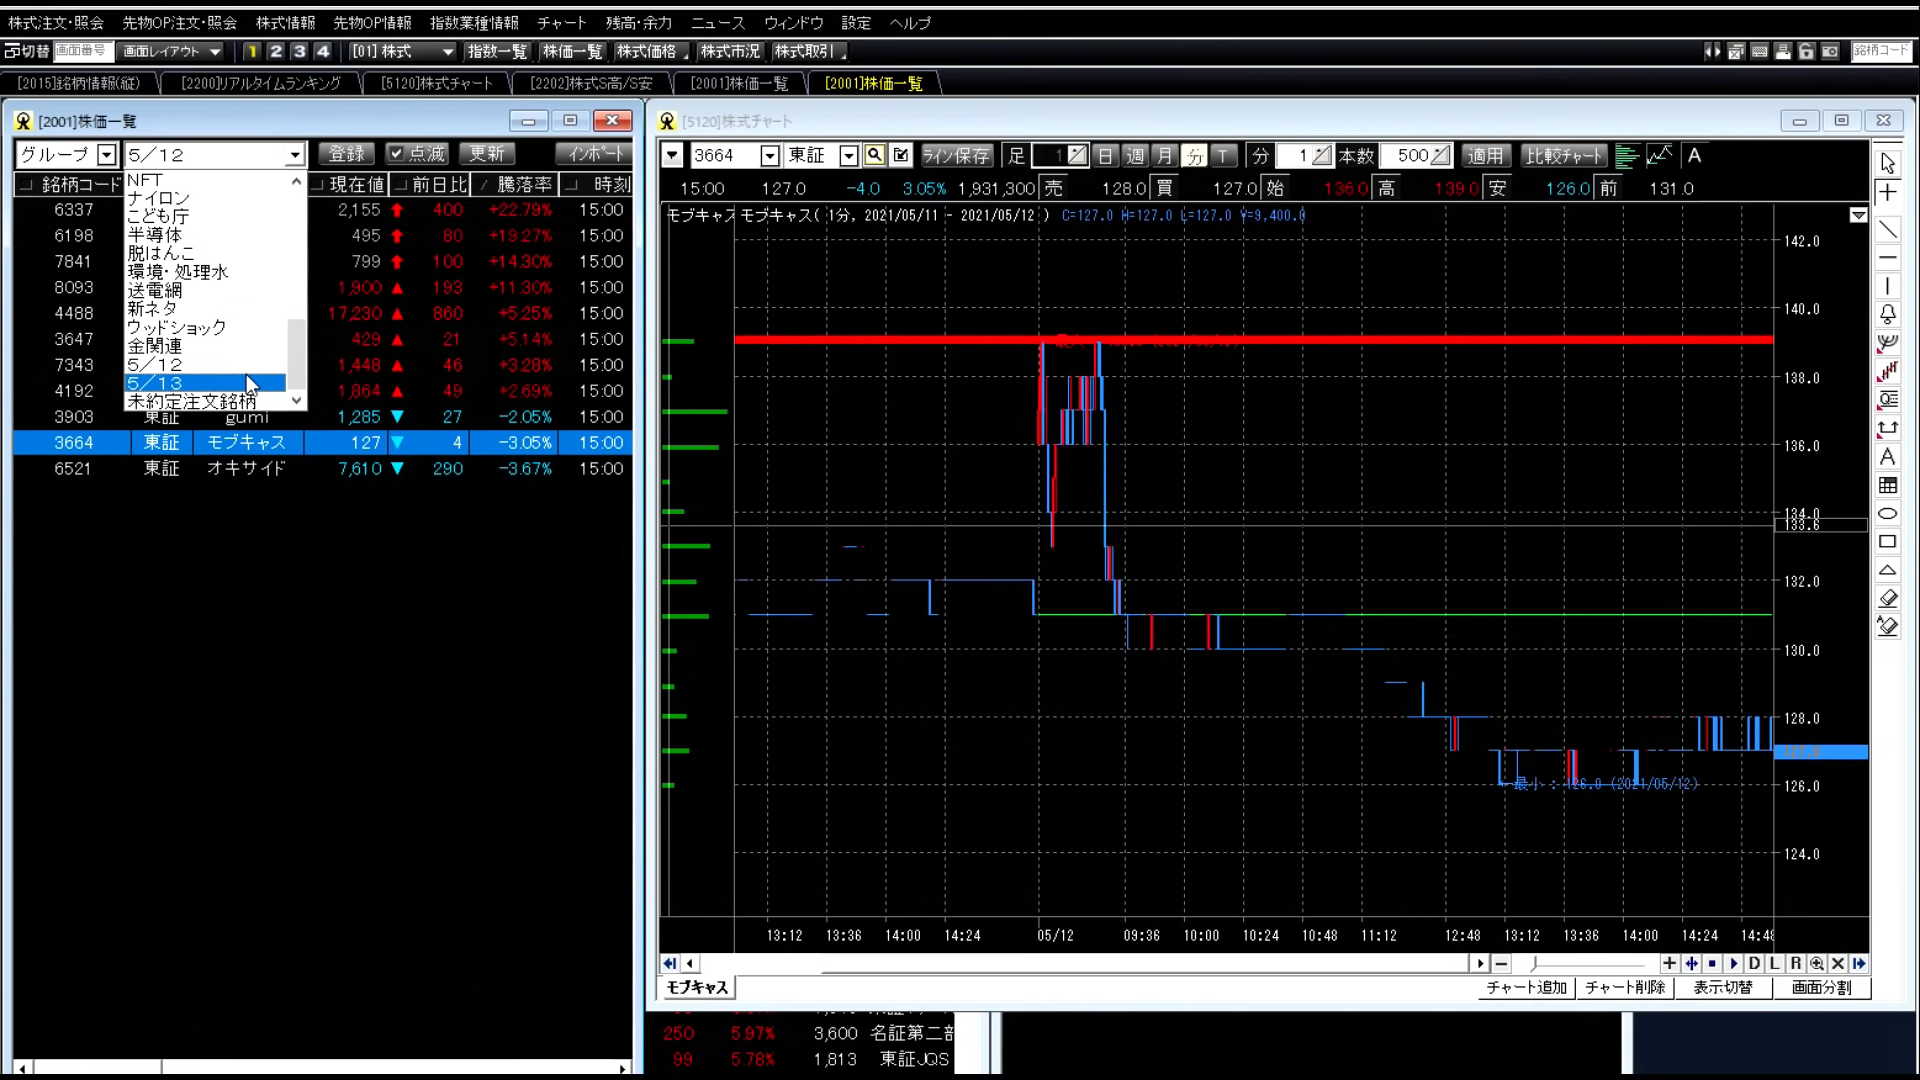 株式注文・照会 先物OP注文・照会 株式情報 先物OP情報 指数業種情報 チャート 残高・余力 ニュース ウィンドウ 設定 ヘルプ
切替 画面番号 画面レイアウト 1 2 3 4 [01] 株式 指数一覧 株価一覧 株式価格 株式市況 株式取引 銘柄コード
[2015]銘柄情報(縦) [2200]リアルタイムランキング [5120]株式チャート [2202]株式S高/S安 [2001]株価一覧 [2001]株価一覧
[2001]株価一覧
グループ 5/12 登録 点滅 更新 インポート
銘柄コード 現在値 前日比 騰落率 時刻
NFT
ナイロン
こども庁
半導体
脱はんこ
環境・処理水
送電網
新ネタ
ウッドショック
金関連
5/12
5/13
未約定注文銘柄
6337 2,155 400 +22.79% 15:00
6198 495 80 +19.27% 15:00
7841 799 100 +14.30% 15:00
8093 1,900 193 +11.30% 15:00
4488 17,230 860 +5.25% 15:00
3647 429 21 +5.14% 15:00
7343 1,448 46 +3.28% 15:00
4192 1,864 49 +2.69% 15:00
3903 東証 gumi 1,285 27 -2.05% 15:00
3664 東証 モブキャス 127 4 -3.05% 15:00
6521 東証 オキサイド 7,610 290 -3.67% 15:00
[5120]株式チャート
3664 東証 ライン保存 足 1 日 週 月 分 T 分 1 本数 500 適用 比較チャート A
15:00 127.0 -4.0 3.05% 1,931,300 売 128.0 買 127.0 始 136.0 高 139.0 安 126.0 前 131.0
モブキャス モブキャス( 1分, 2021/05/11 - 2021/05/12 ) C=127.0 H=127.0 L=127.0 V=9,400.0
142.0
140.0
138.0
136.0
134.0
133.6
132.0
130.0
128.0
最小 : 126.0 (2021/05/12)
126.0
124.0
13:12 13:36 14:00 14:24 05/12 09:36 10:00 10:24 10:48 11:12 12:48 13:12 13:36 14:00 14:24 14:48
D L R
モブキャス チャート追加 チャート削除 表示切替 画面分割
250 5.97% 3,600 名証第二部
99 5.78% 1,813 東証JQS